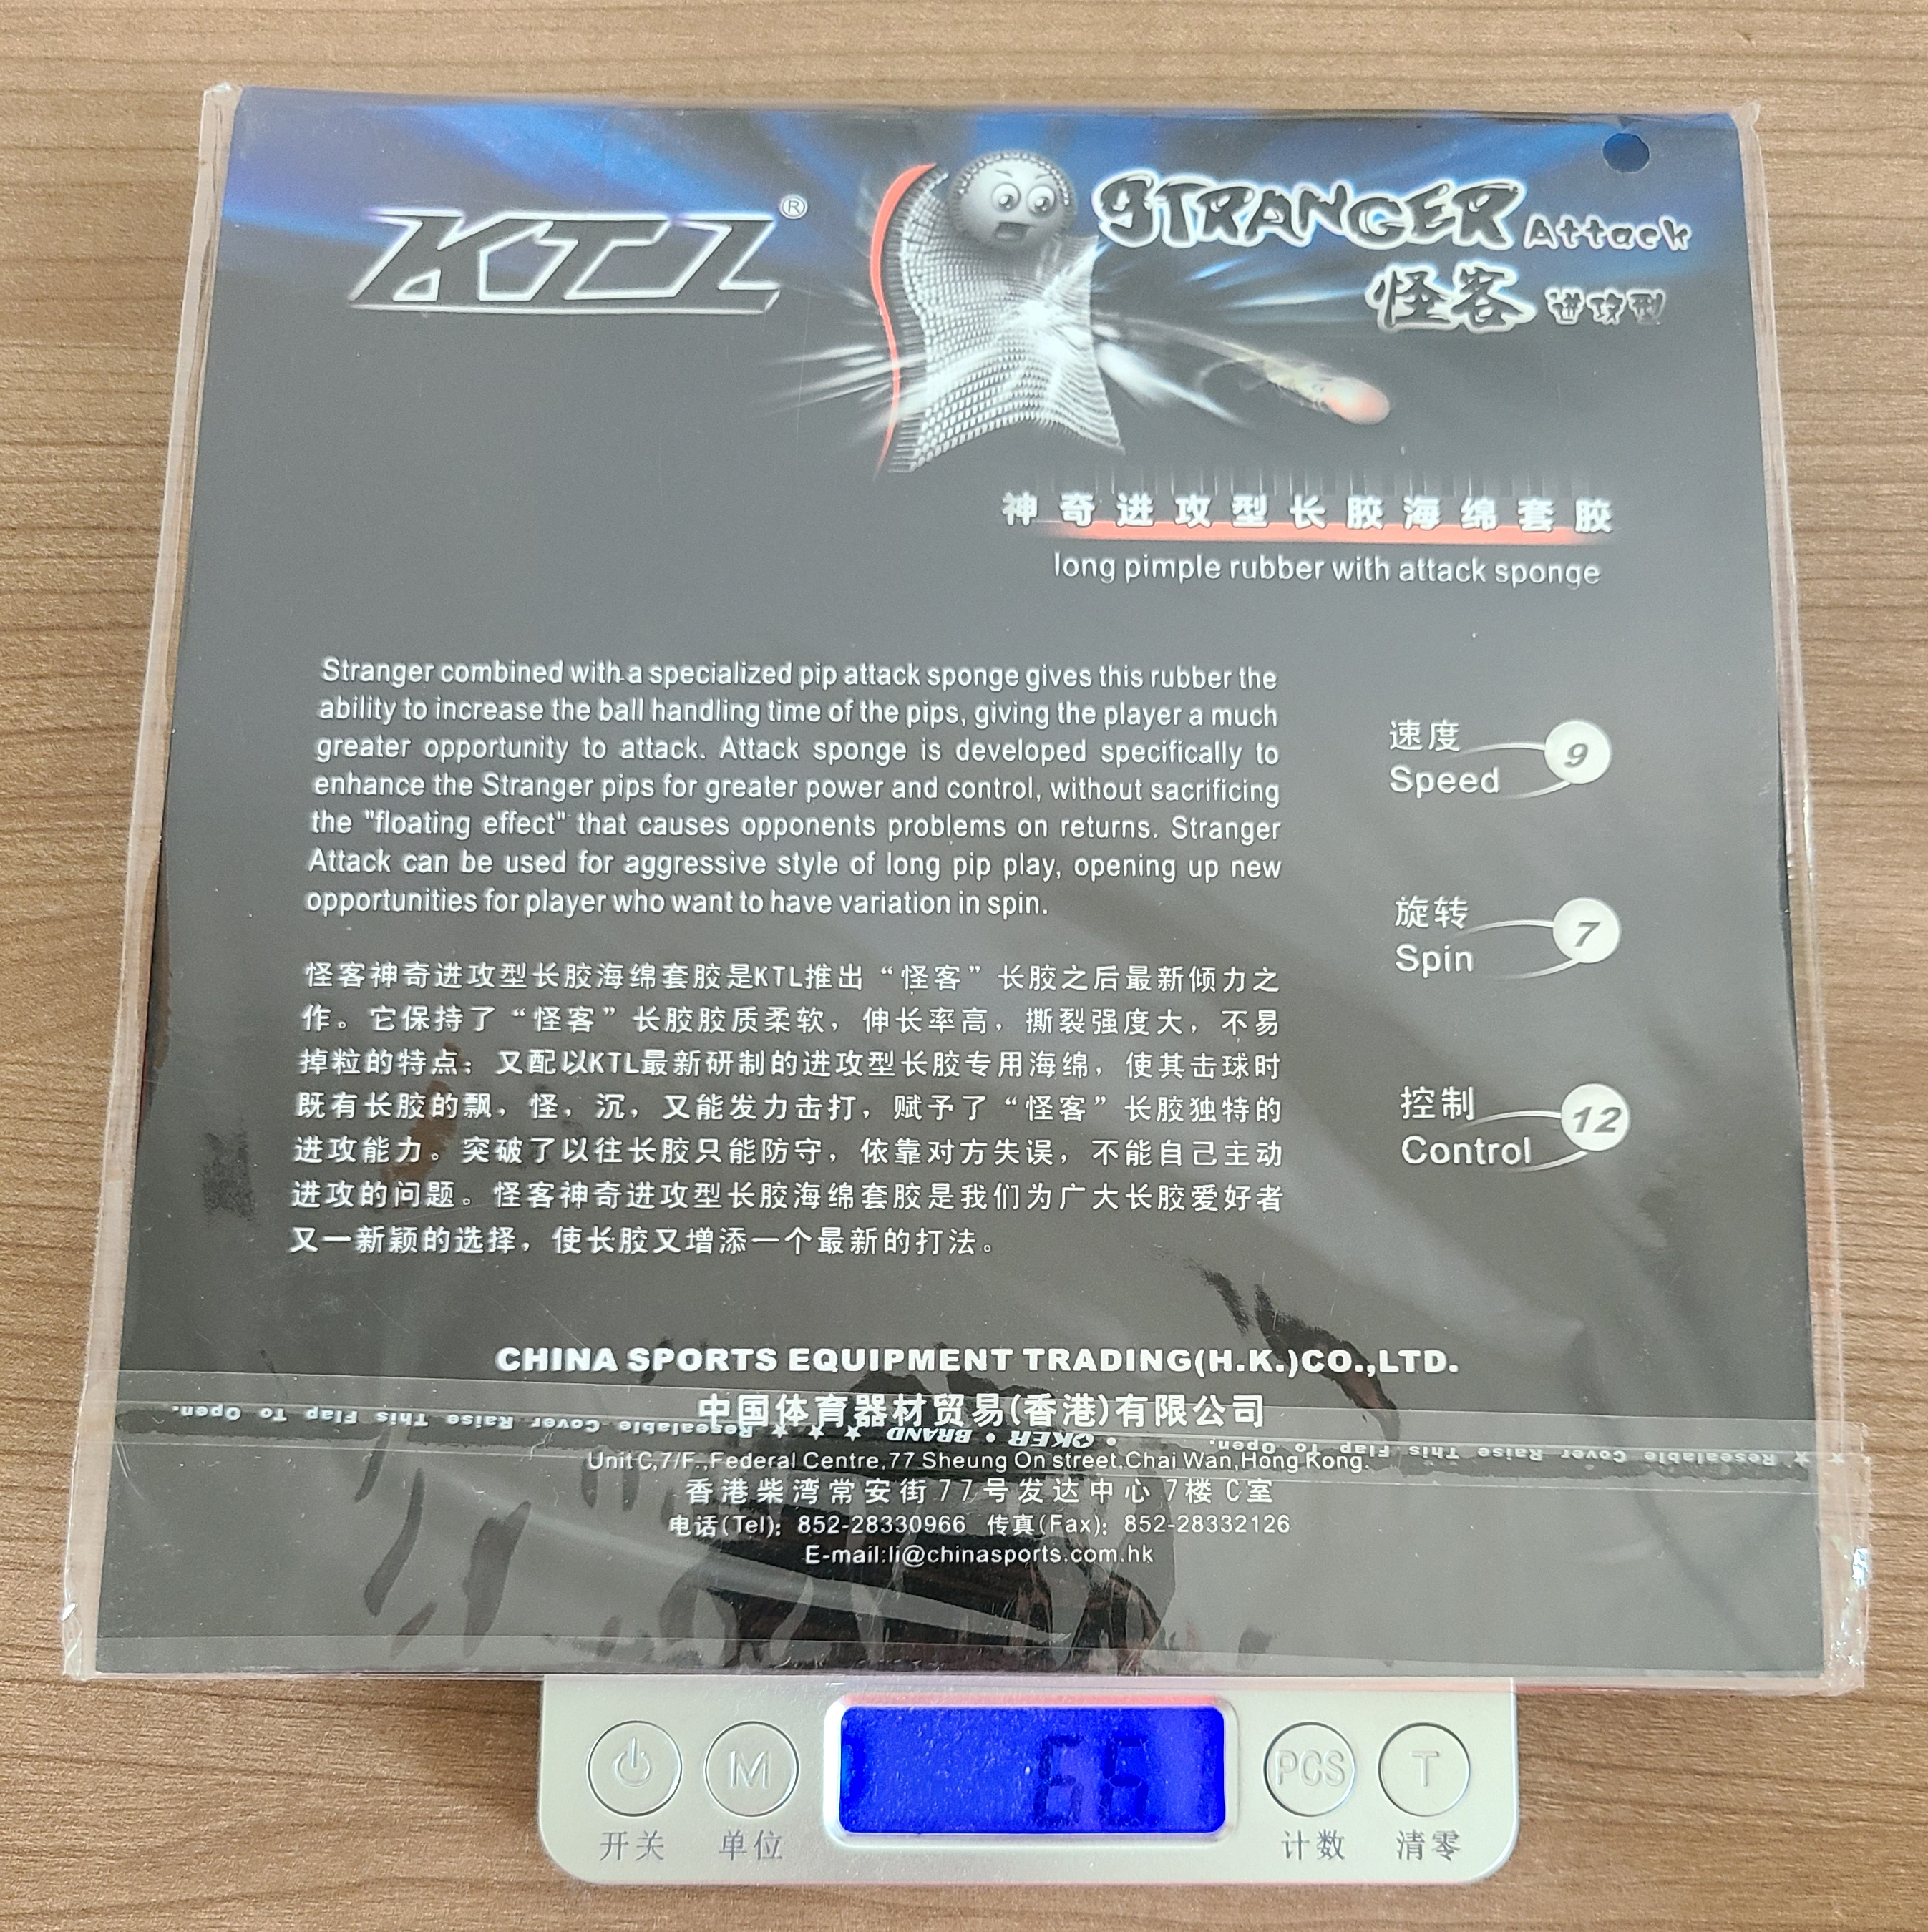 KTL®
STRANGER Attack
怪客 进攻型
神奇进攻型长胶海绵套胶
long pimple rubber with attack sponge
Stranger combined with a specialized pip attack sponge gives this rubber the
ability to increase the ball handling time of the pips, giving the player a much
greater opportunity to attack. Attack sponge is developed specifically to
enhance the Stranger pips for greater power and control, without sacrificing
the "floating effect" that causes opponents problems on returns. Stranger
Attack can be used for aggressive style of long pip play, opening up new
opportunities for player who want to have variation in spin.
速度
Speed
9
旋转
Spin
7
控制
Control
12
怪客神奇进攻型长胶海绵套胶是KTL推出“怪客”长胶之后最新倾力之
作。它保持了“怪客”长胶胶质柔软，伸长率高，撕裂强度大，不易
掉粒的特点；又配以KTL最新研制的进攻型长胶专用海绵，使其击球时
既有长胶的飘，怪，沉，又能发力击打，赋予了“怪客”长胶独特的
进攻能力。突破了以往长胶只能防守，依靠对方失误，不能自己主动
进攻的问题。怪客神奇进攻型长胶海绵套胶是我们为广大长胶爱好者
又一新颖的选择，使长胶又增添一个最新的打法。
CHINA SPORTS EQUIPMENT TRADING(H.K.)CO.,LTD.
中国体育器材贸易(香港)有限公司
★ Resealable Cover Raise This Flap To Open. • OKER • BRAND ★ ★ ★ Resealable Cover Raise This Flap To Open.
Unit C,7/F.,Federal Centre,77 Sheung On street,Chai Wan,Hong Kong.
香港柴湾常安街77号发达中心7楼C室
电话(Tel): 852-28330966 传真(Fax): 852-28332126
E-mail:li@chinasports.com.hk
M
66
PCS
T
开关
单位
计数
清零